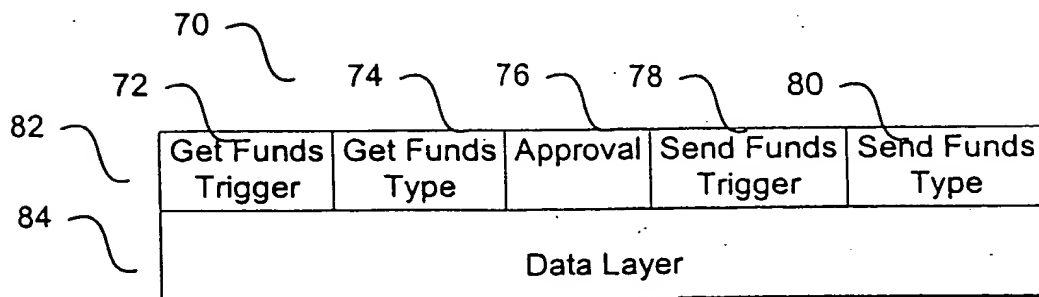 70
72 74 76 78 80
82
Get Funds Trigger Get Funds Type Approval Send Funds Trigger Send Funds Type
84
Data Layer